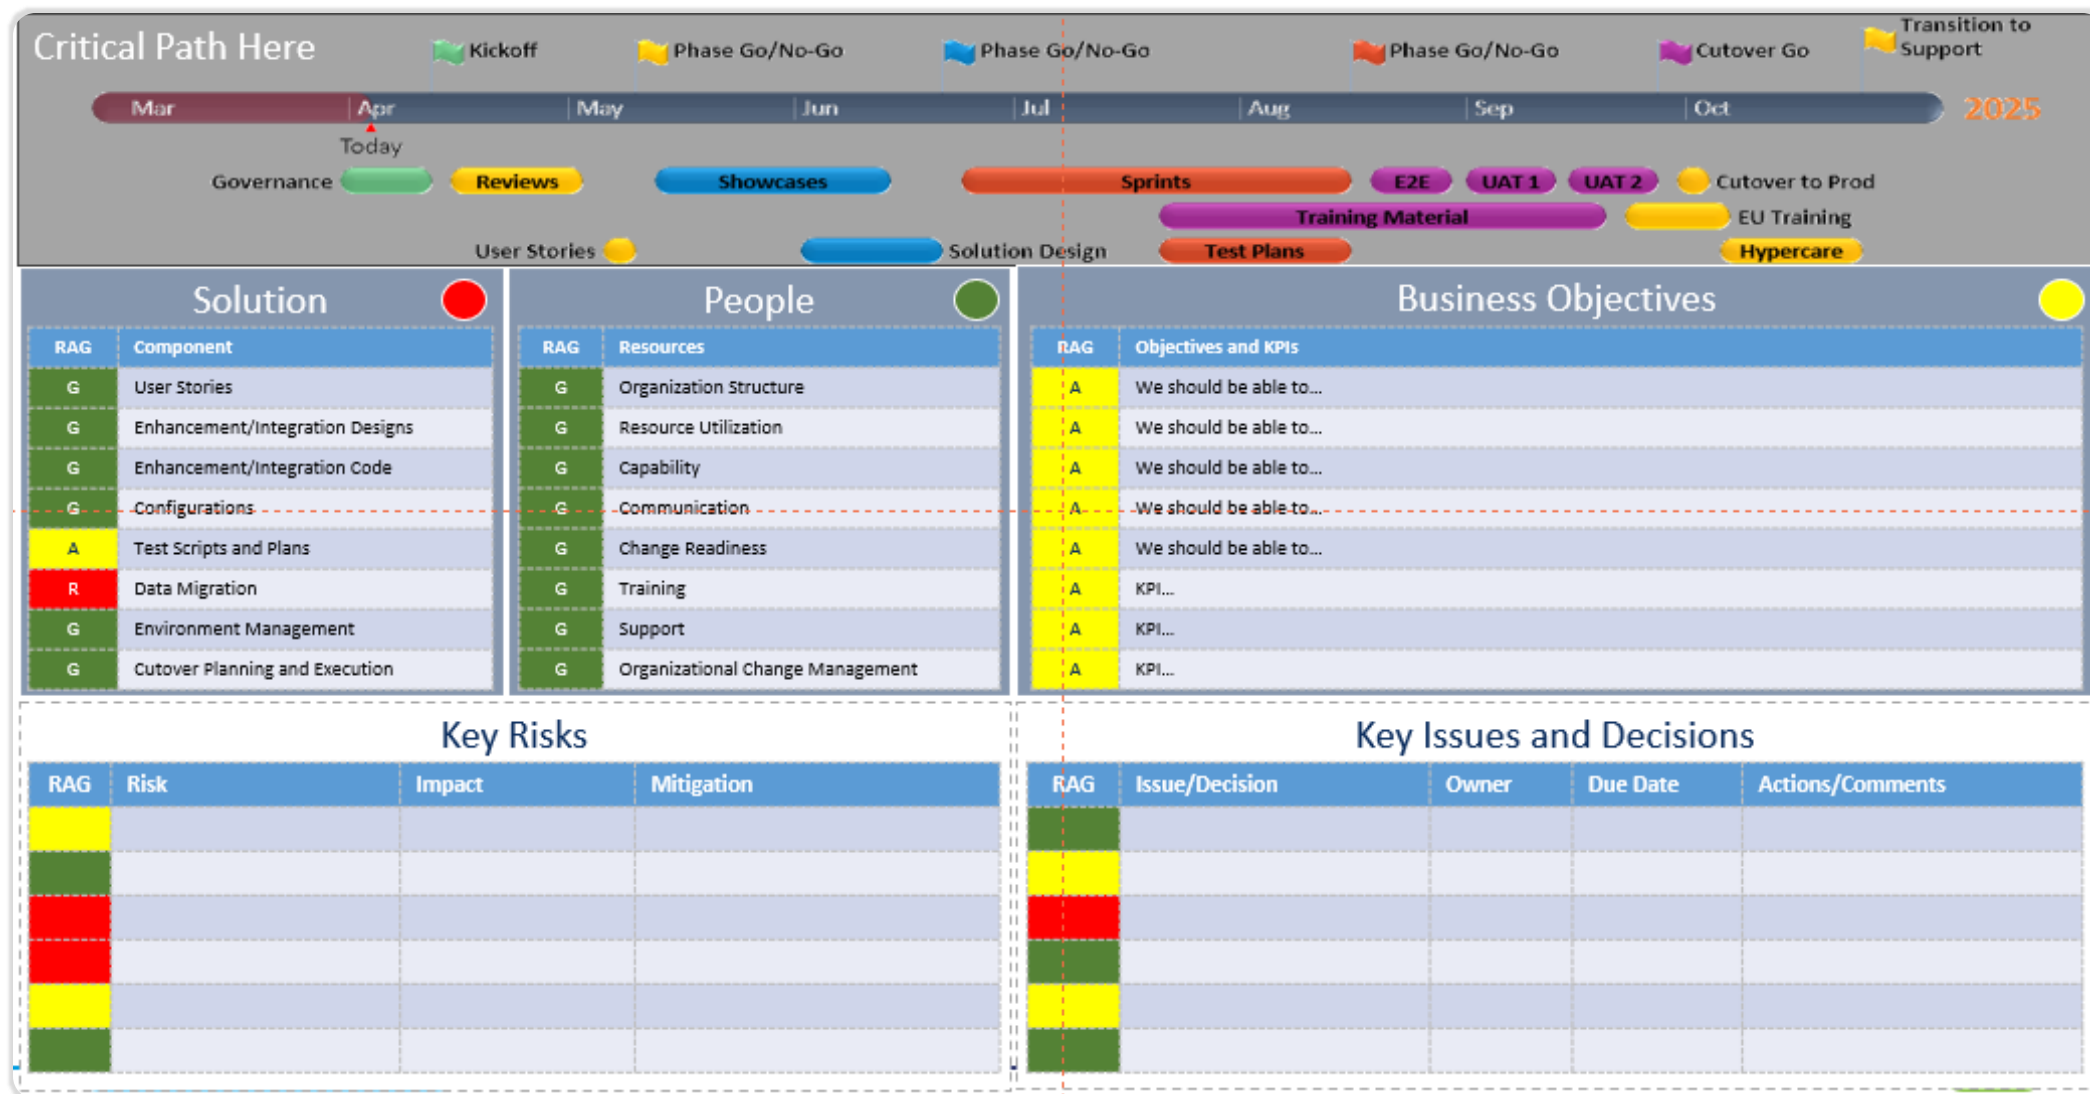 Critical Path Here
Kickoff
Phase Go/No-Go
Phase Go/No-Go
Phase Go/No-Go
Cutover Go
Transition to
Support
Mar Apr May Jun Jul Aug Sep Oct 2025
Today
Governance Reviews Showcases Sprints E2E UAT 1 UAT 2 Cutover to Prod
Training Material EU Training
User Stories Solution Design Test Plans Hypercare
Solution
RAG Component
G User Stories
G Enhancement/Integration Designs
G Enhancement/Integration Code
G Configurations
A Test Scripts and Plans
R Data Migration
G Environment Management
G Cutover Planning and Execution
People
RAG Resources
G Organization Structure
G Resource Utilization
G Capability
G Communication
G Change Readiness
G Training
G Support
G Organizational Change Management
Business Objectives
RAG Objectives and KPIs
A We should be able to...
A We should be able to...
A We should be able to...
A We should be able to...
A We should be able to...
A KPI...
A KPI...
A KPI...
Key Risks
RAG Risk Impact Mitigation
Key Issues and Decisions
RAG Issue/Decision Owner Due Date Actions/Comments